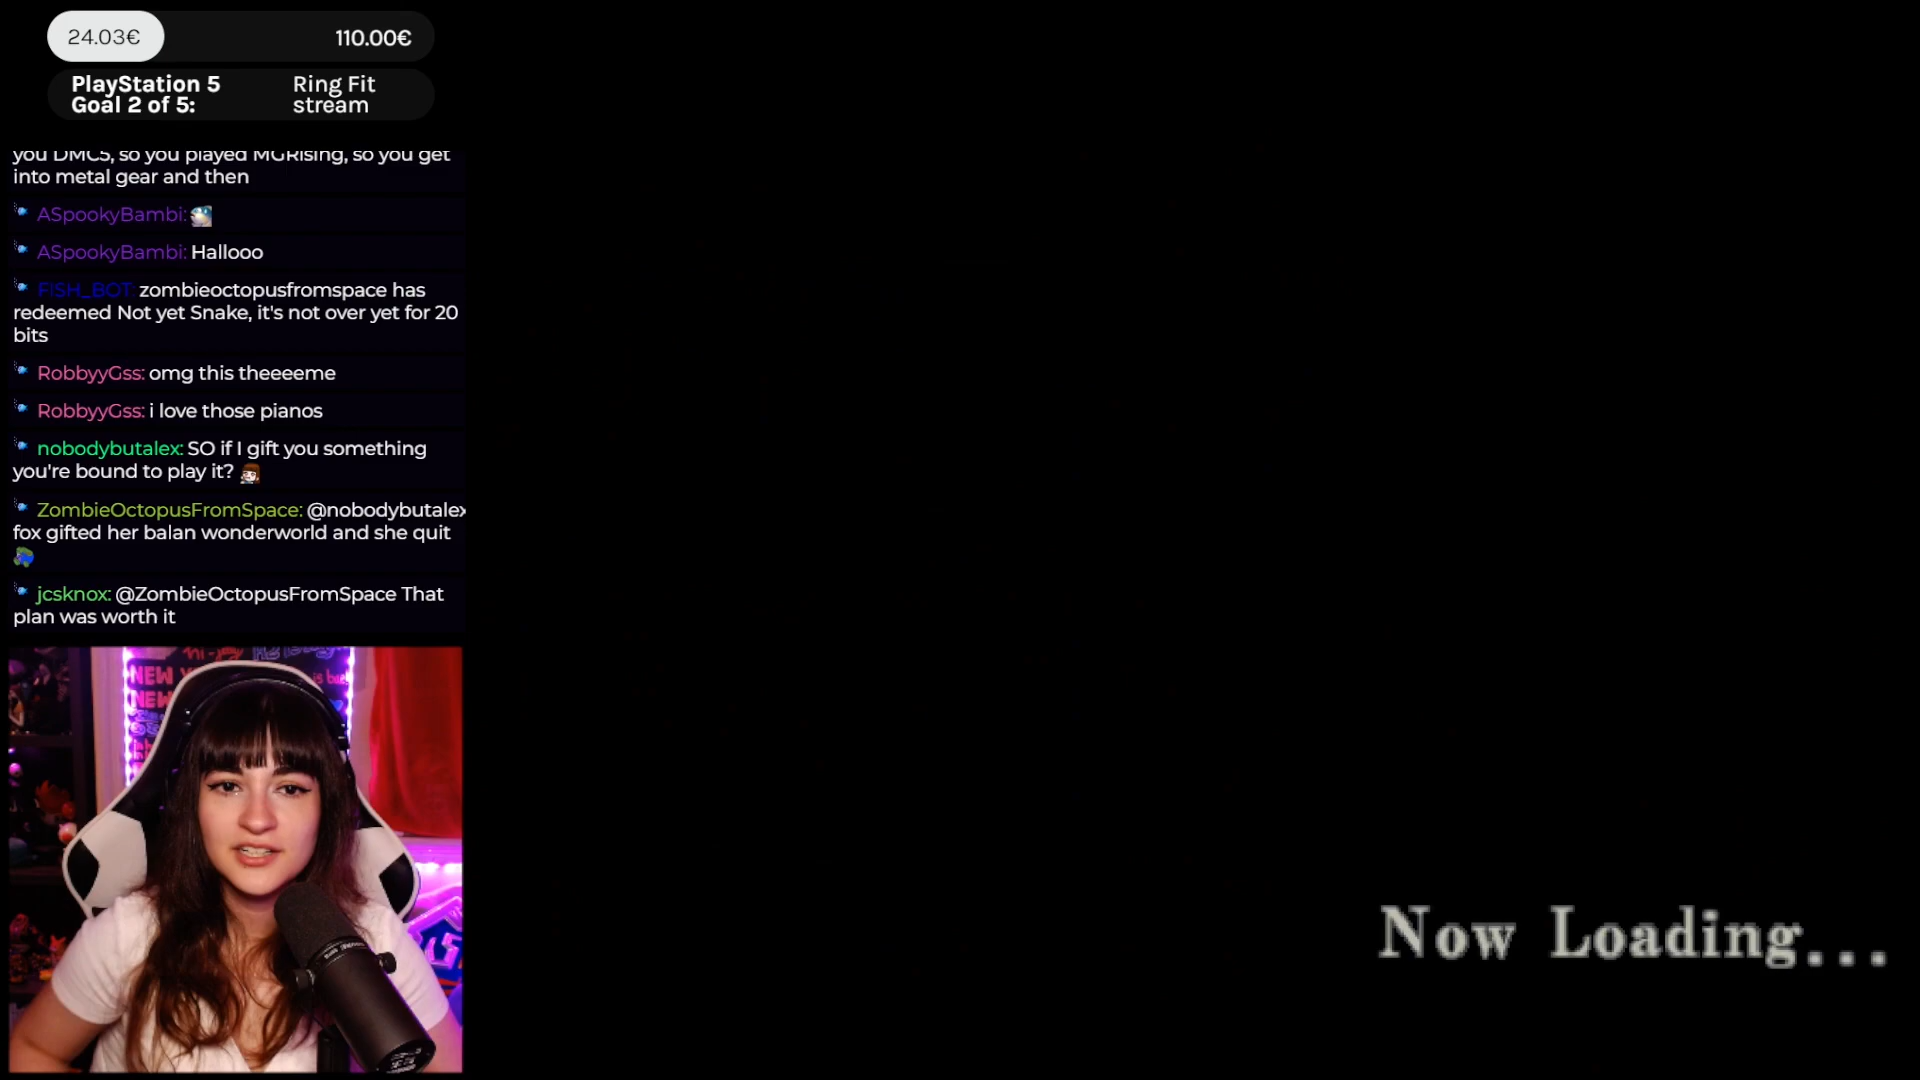 24.03€ 110.00€
PlayStation 5 Ring Fit
Goal 2 of 5: stream
you DMC5, so you played MGRising, so you get
into metal gear and then
ASpookyBambi:
ASpookyBambi: Hallooo
FISH_BOT: zombieoctopusfromspace has
redeemed Not yet Snake, it's not over yet for 20
bits
RobbyyGss: omg this theeeeme
RobbyyGss: i love those pianos
nobodybutalex: SO if I gift you something
you're bound to play it?
ZombieOctopusFromSpace: @nobodybutalex
fox gifted her balan wonderworld and she quit
jcsknox: @ZombieOctopusFromSpace That
plan was worth it
NEW
NEW
Now Loading...